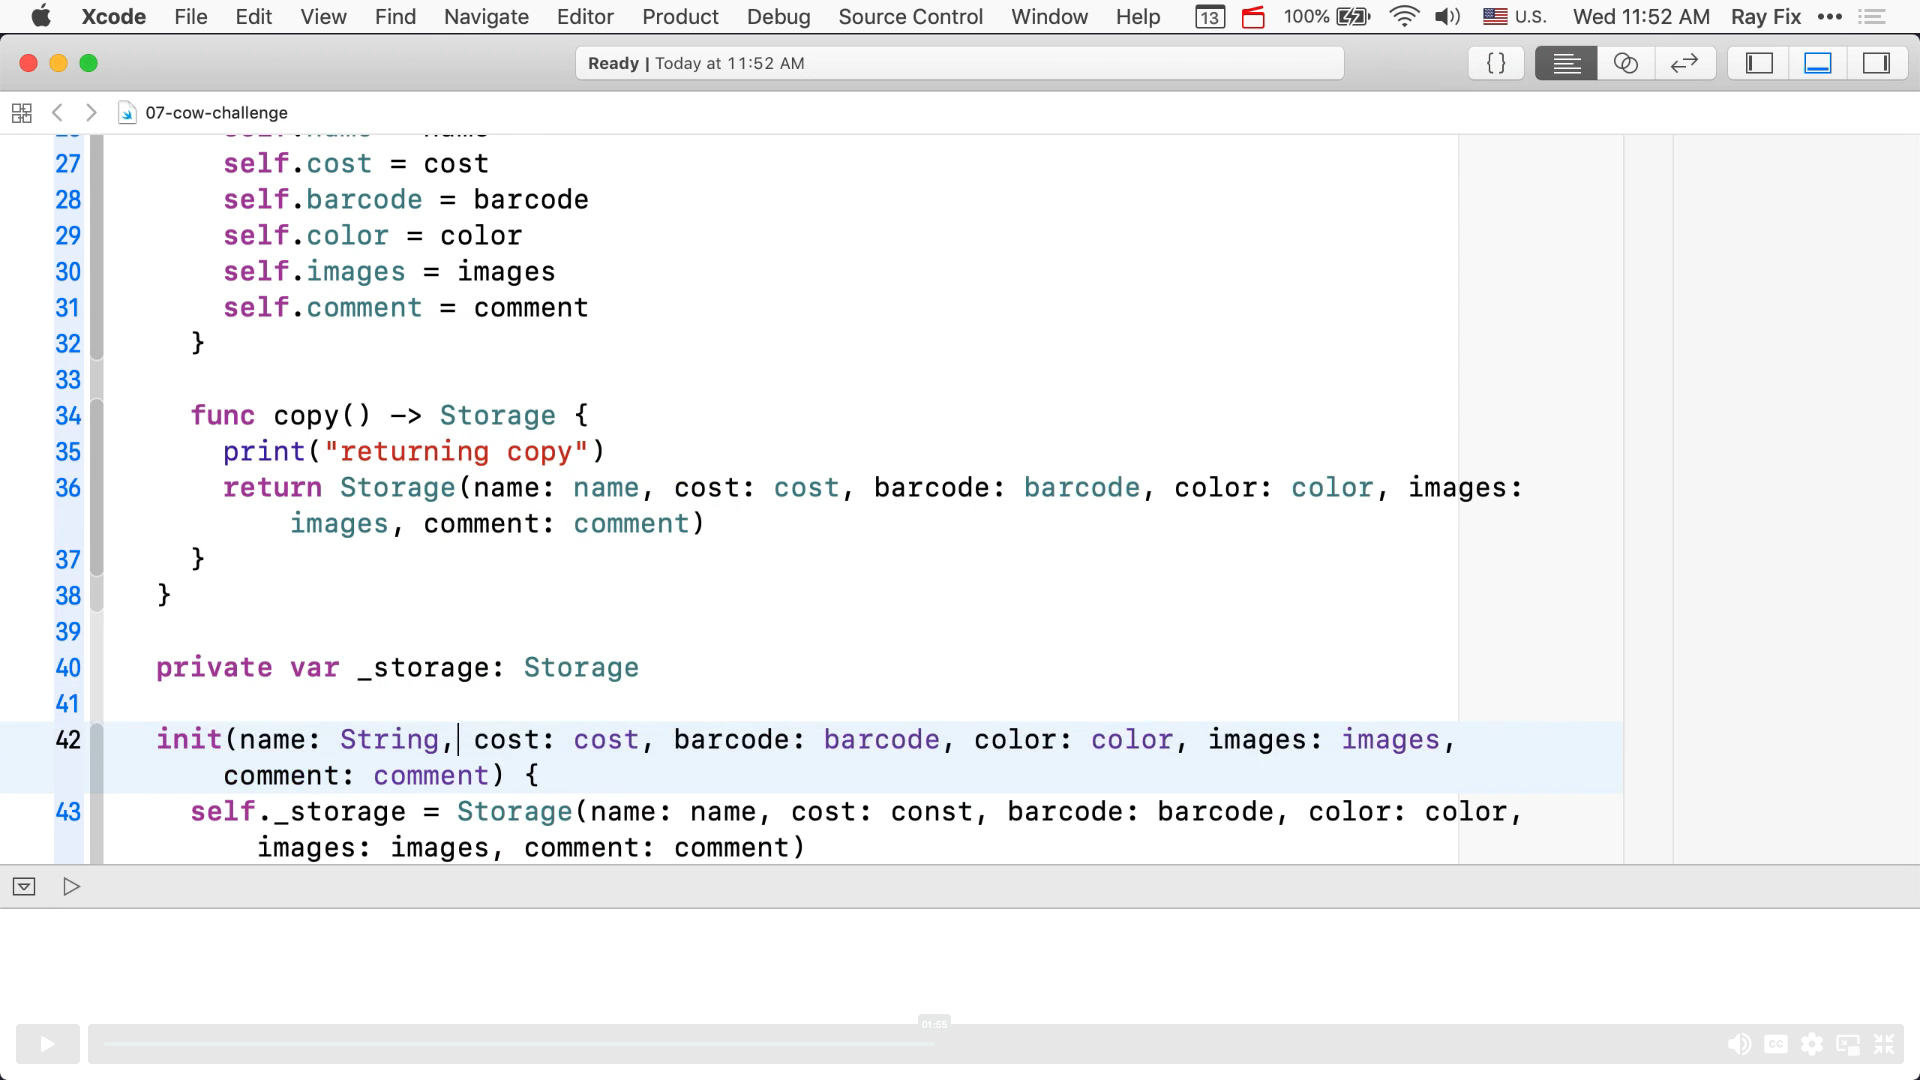 Xcode File Edit View Find Navigate Editor Product Debug Source Control Window Help 13 100% U.S. Wed 11:52 AM Ray Fix •••
Ready | Today at 11:52 AM {}
07-cow-challenge
27 self.cost = cost
28 self.barcode = barcode
29 self.color = color
30 self.images = images
31 self.comment = comment
32 }
33
34 func copy() -> Storage {
35 print("returning copy")
36 return Storage(name: name, cost: cost, barcode: barcode, color: color, images:
images, comment: comment)
37 }
38 }
39
40 private var _storage: Storage
41
42 init(name: String, cost: cost, barcode: barcode, color: color, images: images,
comment: comment) {
43 self._storage = Storage(name: name, cost: const, barcode: barcode, color: color,
images: images, comment: comment)
01:55
CC